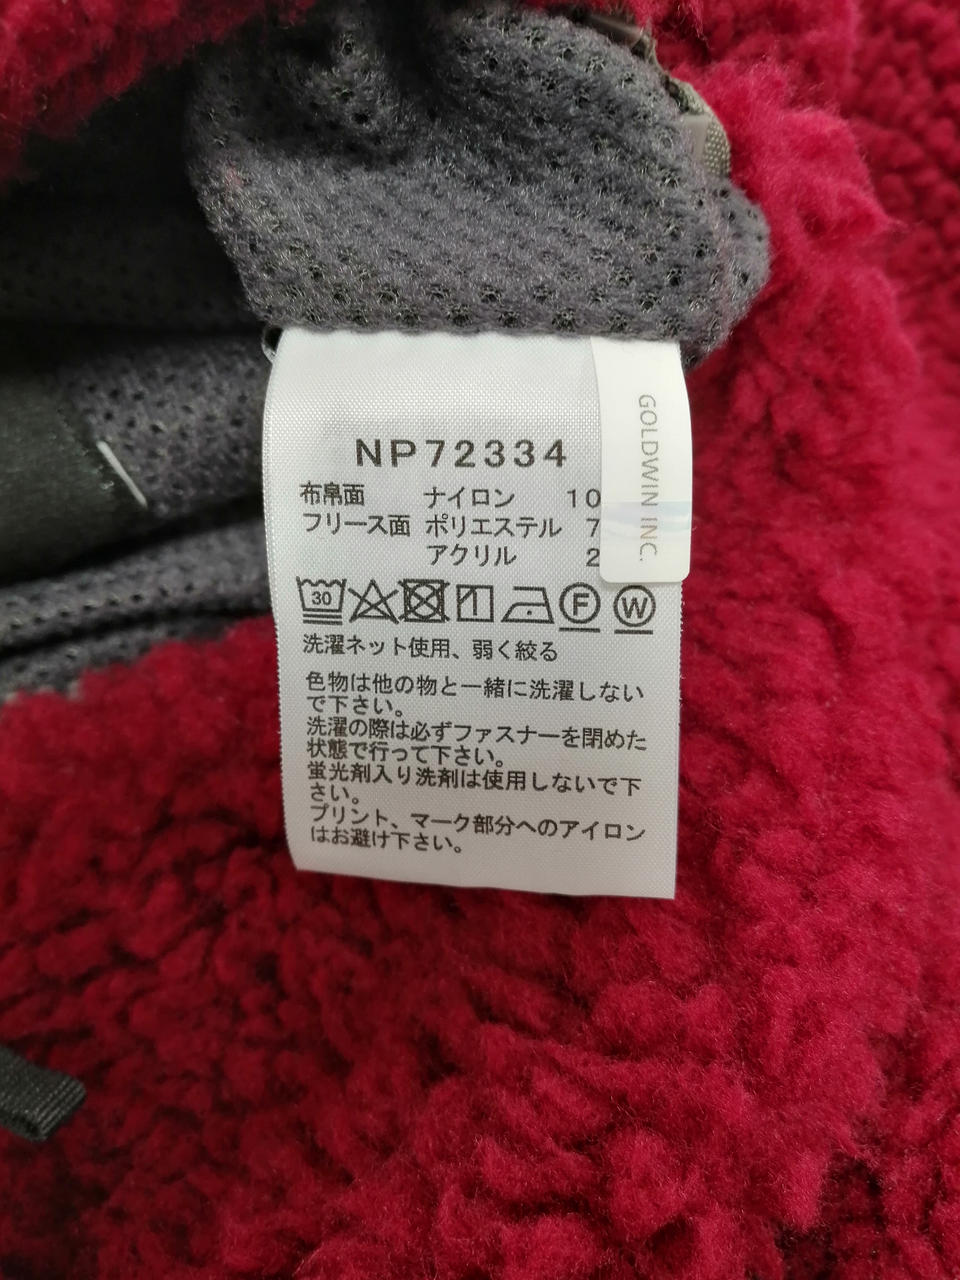 NP72334
布帛面 ナイロン 10
フリース面 ポリエステル 7
アクリル 2
GOLDWIN INC.
30 F W
洗濯ネット使用、弱く絞る
色物は他の物と一緒に洗濯しない
で下さい。
洗濯の際は必ずファスナーを閉めた
状態で行って下さい。
蛍光剤入り洗剤は使用しないで下
さい。
プリント、マーク部分へのアイロン
はお避け下さい。